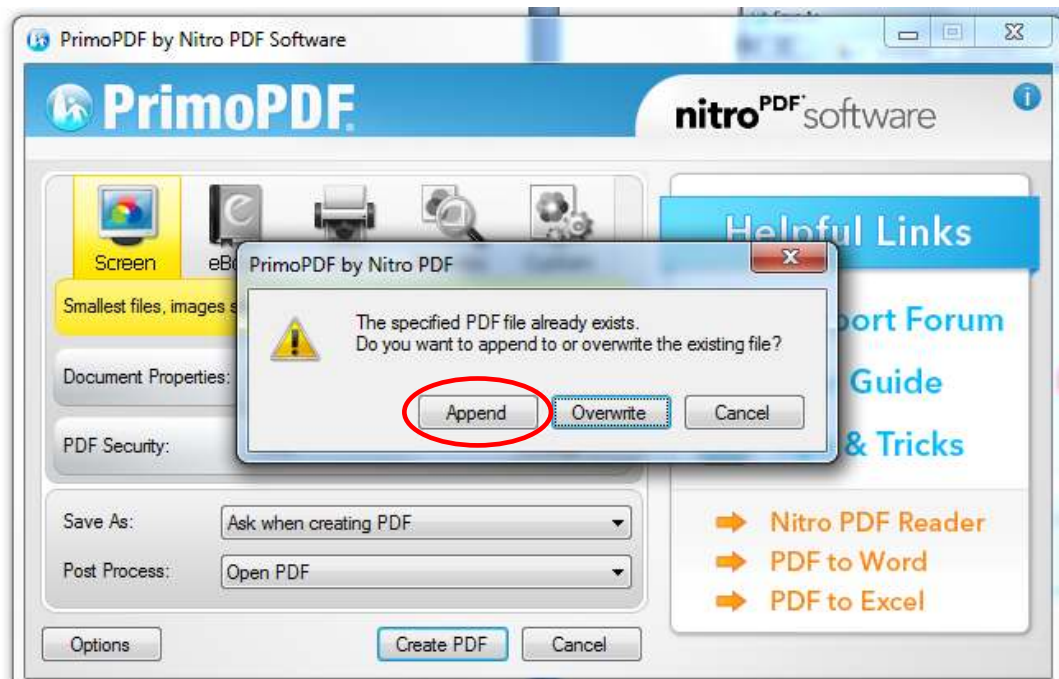 PrimoPDF by Nitro PDF Software
PrimoPDF
nitro PDF software
Helpful Links
Screen
PrimoPDF by Nitro PDF
Smallest files, images
The specified PDF file already exists.
Do you want to append to or overwrite the existing file?
Forum
Document Properties:
Guide
Append
Overwrite
Cancel
PDF Security:
& Tricks
Save As:
Ask when creating PDF
Nitro PDF Reader
Post Process:
Open PDF
PDF to Word
PDF to Excel
Options
Create PDF
Cancel